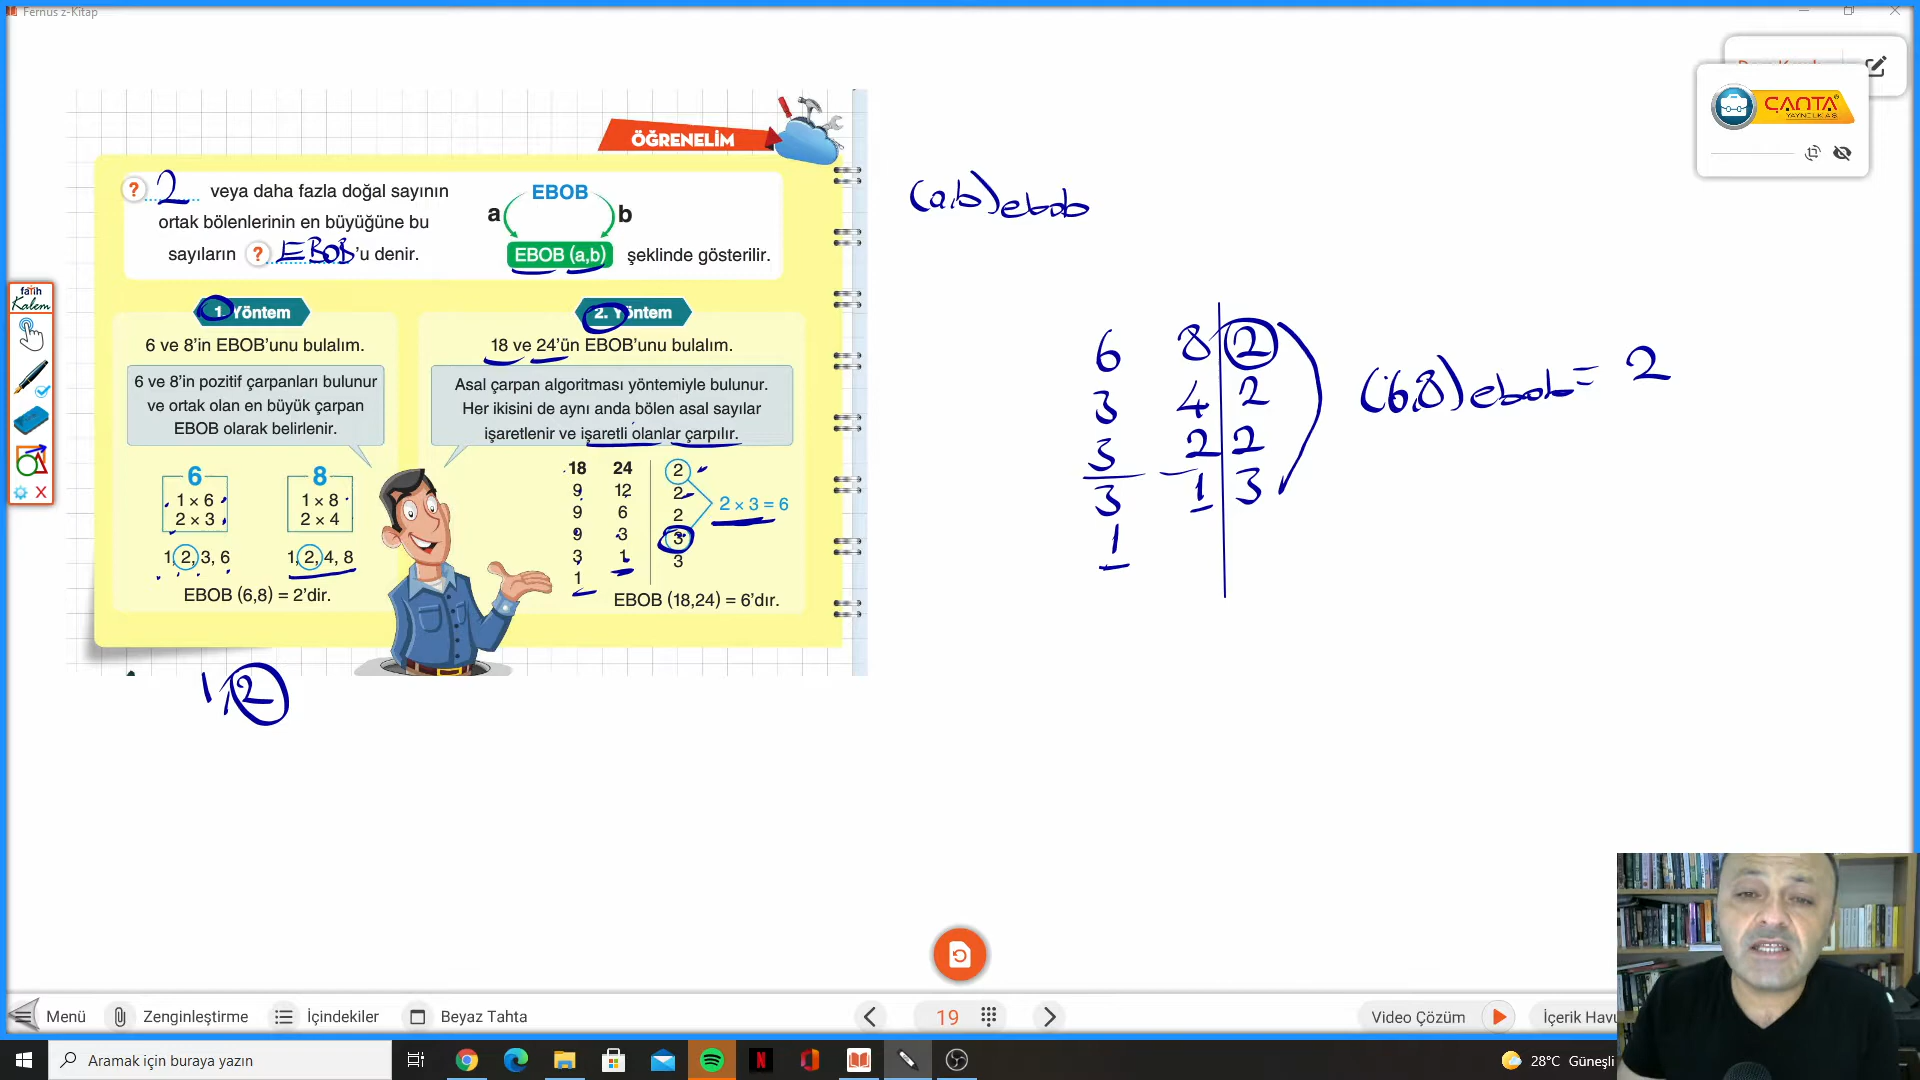 Fernus z-Kitap
ÇANTA
YAYINCILIK A.Ş.
ÖĞRENELİM
? 2 veya daha fazla doğal sayının
ortak bölenlerinin en büyüğüne bu
sayıların ? EBOB'u denir.
EBOB
a b
EBOB (a,b) şeklinde gösterilir.
(a,b)ebob
fatih
Kalem
1. Yöntem
6 ve 8'in EBOB'unu bulalım.
6 ve 8'in pozitif çarpanları bulunur
ve ortak olan en büyük çarpan
EBOB olarak belirlenir.
6 8
1 × 6 1 × 8
2 × 3 2 × 4
1, 2, 3, 6 1, 2, 4, 8
EBOB (6,8) = 2'dir.
1, 2
2. Yöntem
18 ve 24'ün EBOB'unu bulalım.
Asal çarpan algoritması yöntemiyle bulunur.
Her ikisini de aynı anda bölen asal sayılar
işaretlenir ve işaretli olanlar çarpılır.
18 24 2
9 12 2
9 6 2
9 3 3
3 1 3
1
2 × 3 = 6
EBOB (18,24) = 6'dır.
6 8 2
3 4 2
3 2 2
3 1 3
1
(6,8)ebob = 2
Menü Zenginleştirme İçindekiler Beyaz Tahta 19 Video Çözüm İçerik Havu
Aramak için buraya yazın 28°C Güneşli